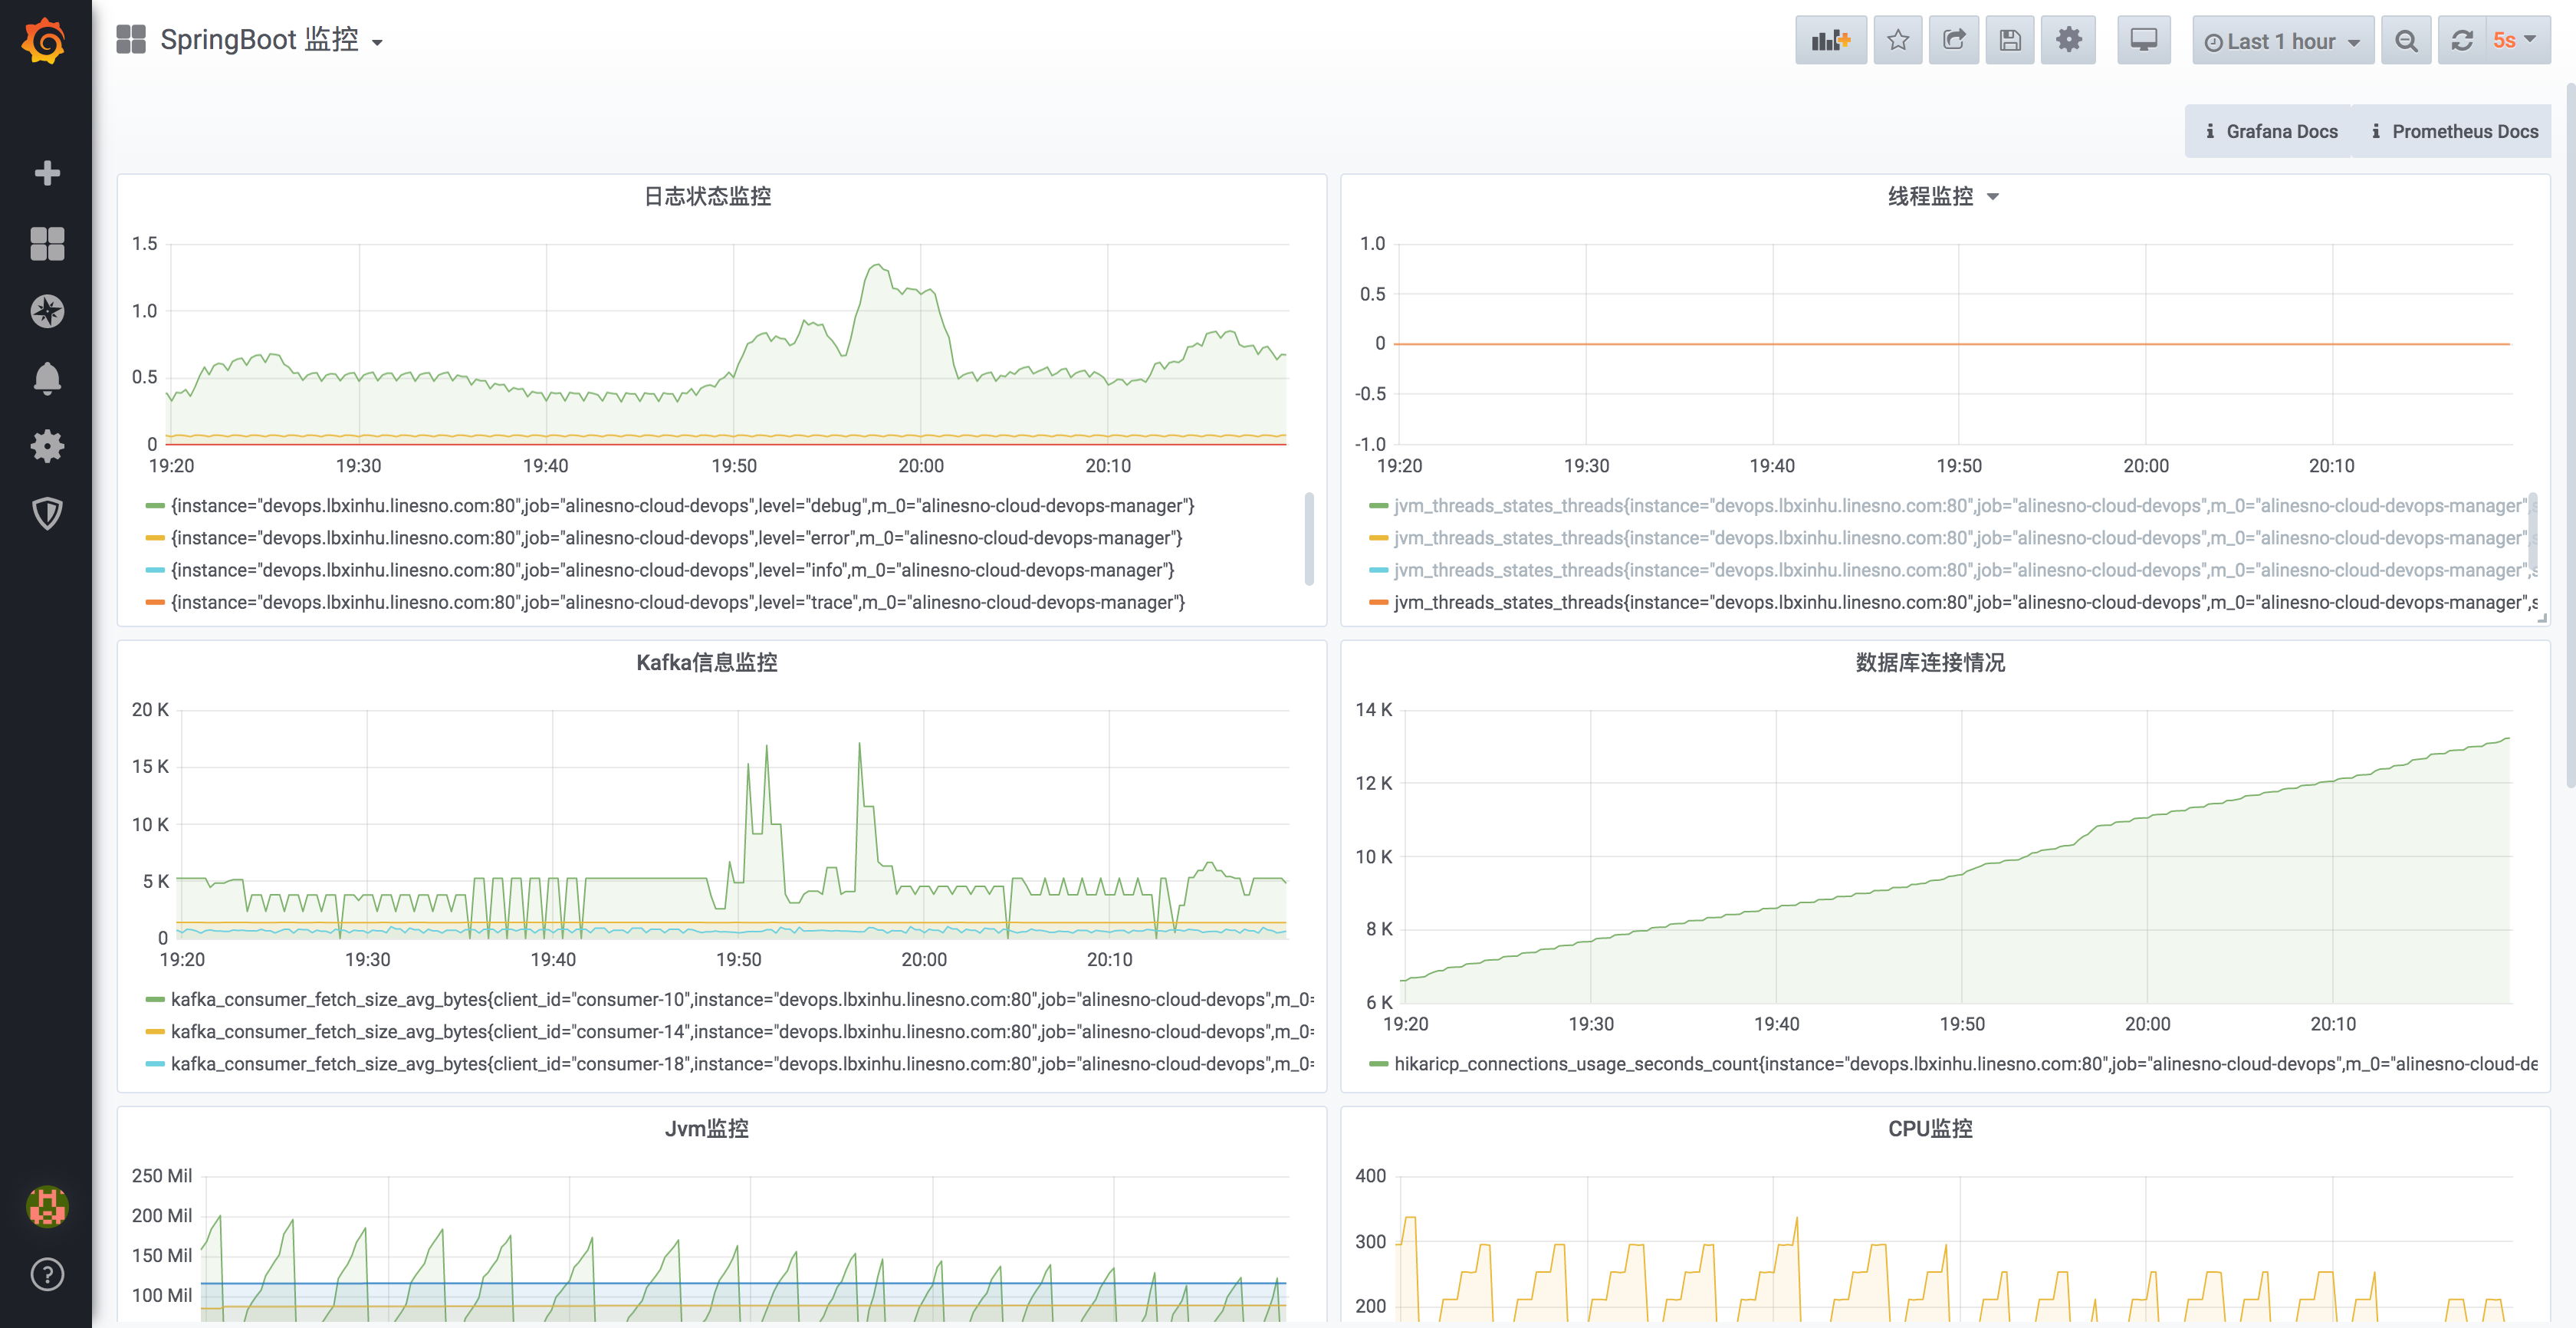 SpringBoot 监控
Last 1 hour
5s
Grafana Docs
Prometheus Docs
日志状态监控
1.5
1.0
0.5
0
19:20 19:30 19:40 19:50 20:00 20:10
{instance="devops.lbxinhu.linesno.com:80",job="alinesno-cloud-devops",level="debug",m_0="alinesno-cloud-devops-manager"}
{instance="devops.lbxinhu.linesno.com:80",job="alinesno-cloud-devops",level="error",m_0="alinesno-cloud-devops-manager"}
{instance="devops.lbxinhu.linesno.com:80",job="alinesno-cloud-devops",level="info",m_0="alinesno-cloud-devops-manager"}
{instance="devops.lbxinhu.linesno.com:80",job="alinesno-cloud-devops",level="trace",m_0="alinesno-cloud-devops-manager"}
线程监控
1.0
0.5
0
-0.5
-1.0
19:20 19:30 19:40 19:50 20:00 20:10
jvm_threads_states_threads{instance="devops.lbxinhu.linesno.com:80",job="alinesno-cloud-devops",m_0="alinesno-cloud-devops-manager",s
jvm_threads_states_threads{instance="devops.lbxinhu.linesno.com:80",job="alinesno-cloud-devops",m_0="alinesno-cloud-devops-manager",s
jvm_threads_states_threads{instance="devops.lbxinhu.linesno.com:80",job="alinesno-cloud-devops",m_0="alinesno-cloud-devops-manager",s
jvm_threads_states_threads{instance="devops.lbxinhu.linesno.com:80",job="alinesno-cloud-devops",m_0="alinesno-cloud-devops-manager",s
Kafka信息监控
20 K
15 K
10 K
5 K
0
19:20 19:30 19:40 19:50 20:00 20:10
kafka_consumer_fetch_size_avg_bytes{client_id="consumer-10",instance="devops.lbxinhu.linesno.com:80",job="alinesno-cloud-devops",m_0=
kafka_consumer_fetch_size_avg_bytes{client_id="consumer-14",instance="devops.lbxinhu.linesno.com:80",job="alinesno-cloud-devops",m_0=
kafka_consumer_fetch_size_avg_bytes{client_id="consumer-18",instance="devops.lbxinhu.linesno.com:80",job="alinesno-cloud-devops",m_0=
数据库连接情况
14 K
12 K
10 K
8 K
6 K
19:20 19:30 19:40 19:50 20:00 20:10
hikaricp_connections_usage_seconds_count{instance="devops.lbxinhu.linesno.com:80",job="alinesno-cloud-devops",m_0="alinesno-cloud-de
Jvm监控
250 Mil
200 Mil
150 Mil
100 Mil
CPU监控
400
300
200